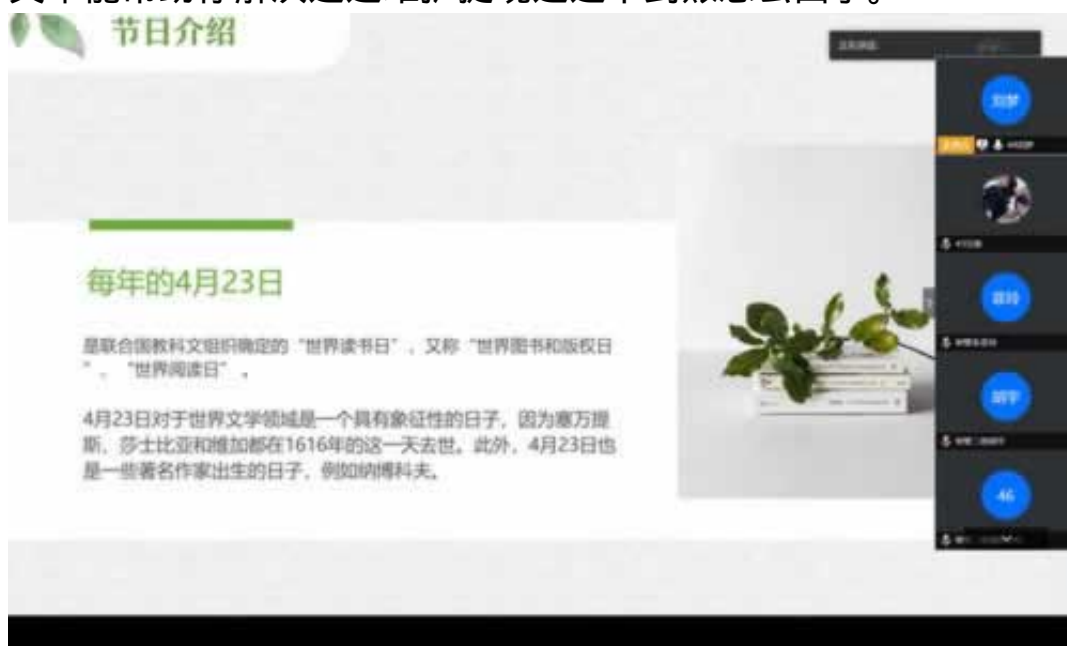 节日介绍
每年的4月23日
是联合国教科文组织确定的“世界读书日”，又称“世界图书和版权日
”、“世界阅读日”，
4月23日对于世界文学领域是一个具有象征性的日子，因为塞万提
斯、莎士比亚和维加都在1616年的这一天去世。此外，4月23日也
是一些著名作家出生的日子，例如纳博科夫。
刘梦
胡宇
46